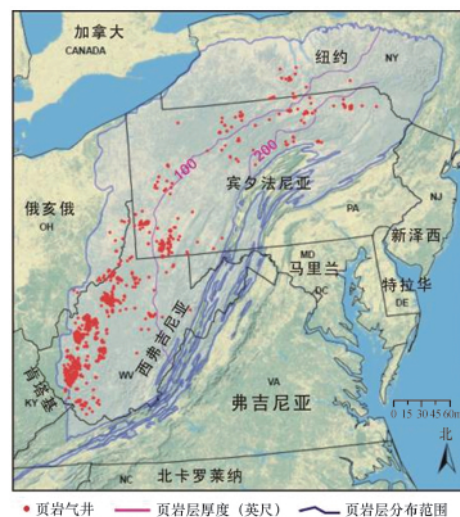 加拿大
CANADA
纽约
NY
100
200
宾夕法尼亚
PA
俄亥俄
OH
NJ
新泽西
MD
马里兰
DC
特拉华
DE
西弗吉尼亚
WV
肯塔基
KY
VA
弗吉尼亚
0 15 30 45 60m
北
NC
北卡罗莱纳
页岩气井 页岩层厚度（英尺） 页岩层分布范围